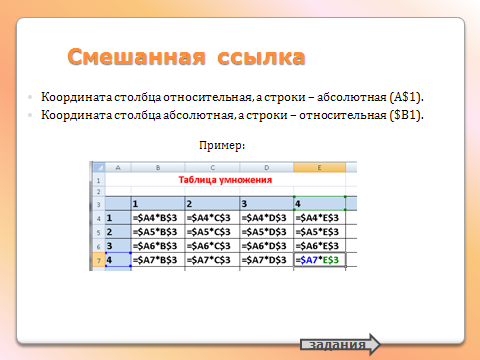 Смешанная ссылка
Координата столбца относительная, а строки – абсолютная (A$1).
Координата столбца абсолютная, а строки – относительная ($B1).
Пример:
A B C D E
1 Таблица умножения
2
3 1 2 3 4
4 1 =$A4*B$3 =$A4*C$3 =$A4*D$3 =$A4*E$3
5 2 =$A5*B$3 =$A5*C$3 =$A5*D$3 =$A5*E$3
6 3 =$A6*B$3 =$A6*C$3 =$A6*D$3 =$A6*E$3
7 4 =$A7*B$3 =$A7*C$3 =$A7*D$3 =$A7*E$3
задания